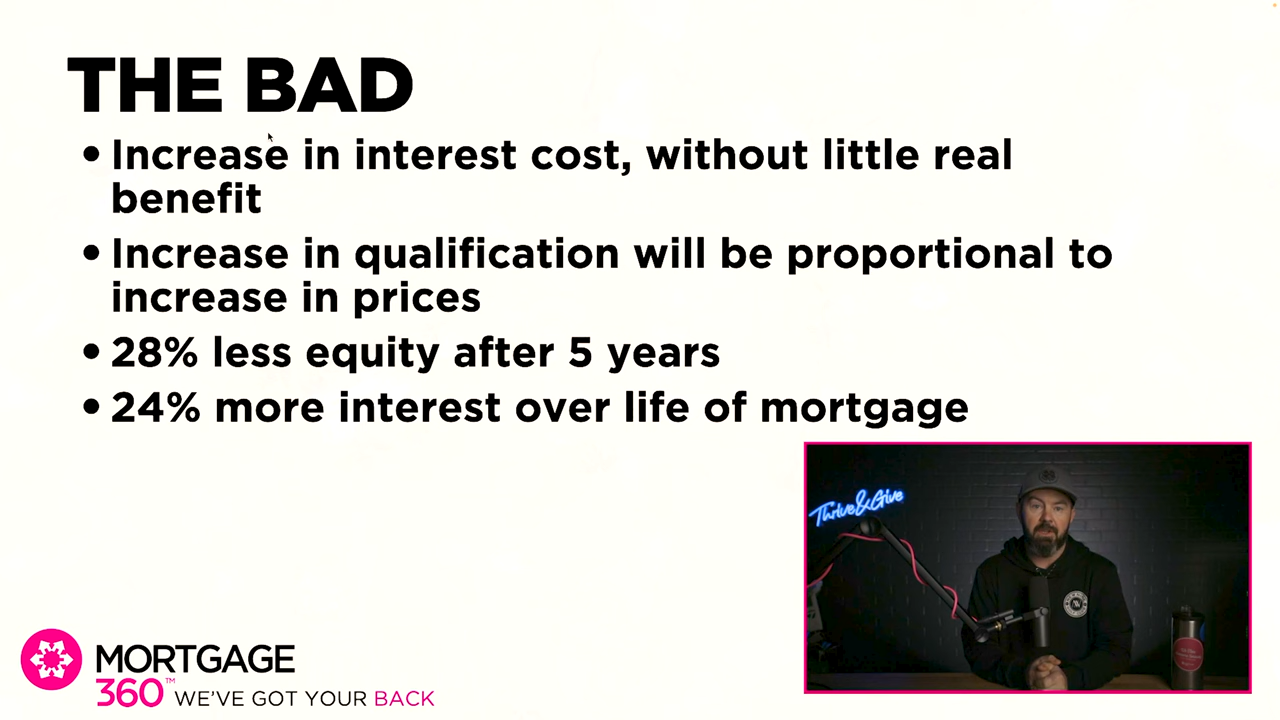 THE BAD
• Increase in interest cost, without little real
benefit
• Increase in qualification will be proportional to
increase in prices
• 28% less equity after 5 years
• 24% more interest over life of mortgage
Thrive&Give
MORTGAGE
360™ WE'VE GOT YOUR BACK